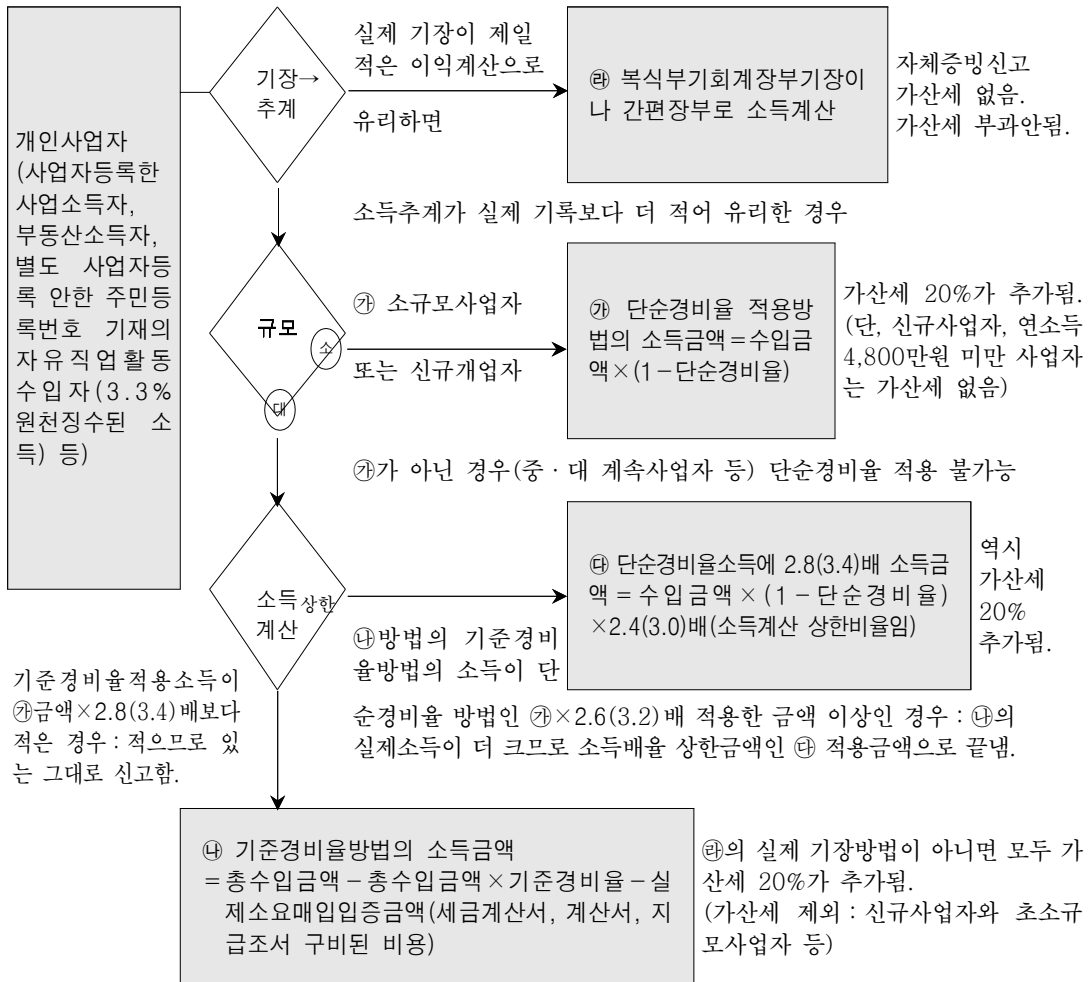 개인사업자
(사업자등록한
사업소득자,
부동산소득자,
별도 사업자등
록 안한 주민등
록번호 기재의
자유직업활동
수입자(3.3%
원천징수된 소
득) 등)
기장→
추계
실제 기장이 제일
적은 이익계산으로
유리하면
㉣ 복식부기회계장부기장이
나 간편장부로 소득계산
자체증빙신고
가산세 없음.
가산세 부과안됨.
소득추계가 실제 기록보다 더 적어 유리한 경우
규모
소
대
㉮ 소규모사업자
또는 신규개업자
㉮ 단순경비율 적용방
법의 소득금액=수입금
액×(1-단순경비율)
가산세 20%가 추가됨.
(단, 신규사업자, 연소득
4,800만원 미만 사업자
는 가산세 없음)
㉮가 아닌 경우(중·대 계속사업자 등) 단순경비율 적용 불가능
소득상한
계산
㉯방법의 기준경비
율방법의 소득이 단
순경비율 방법인 ㉮×2.6(3.2)배 적용한 금액 이상인 경우 : ㉯의
실제소득이 더 크므로 소득배율 상한금액인 ㉰ 적용금액으로 끝냄.
㉰ 단순경비율소득에 2.8(3.4)배 소득금
액=수입금액×(1-단순경비율)
×2.4(3.0)배(소득계산 상한비율임)
역시
가산세
20%
추가됨.
기준경비율적용소득이
㉮금액×2.8(3.4)배보다
적은 경우 : 적으므로 있
는 그대로 신고함.
㉯ 기준경비율방법의 소득금액
=총수입금액-총수입금액×기준경비율-실
제소요매입입증금액(세금계산서, 계산서, 지
급조서 구비된 비용)
㉣의 실제 기장방법이 아니면 모두 가
산세 20%가 추가됨.
(가산세 제외 : 신규사업자와 초소규
모사업자 등)